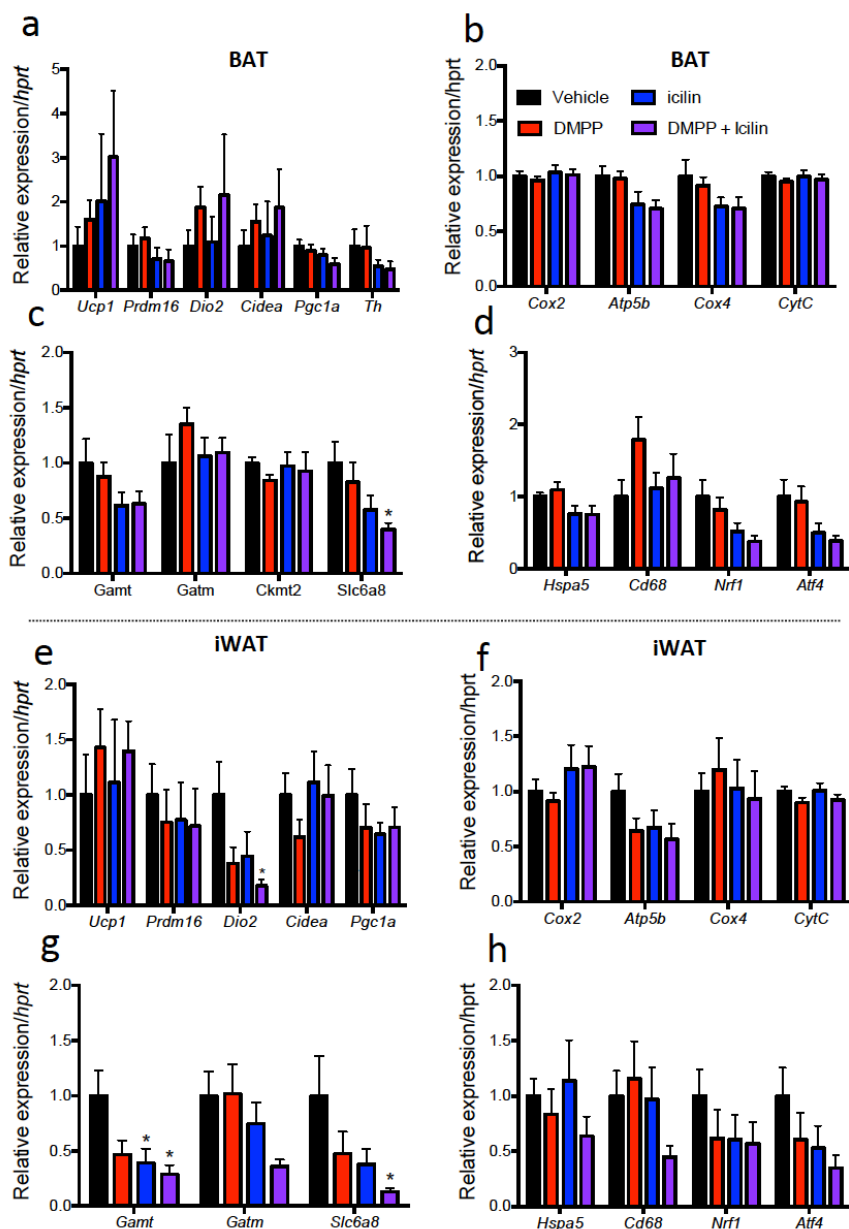 a
BAT
Relative expression/hprt
5
4
3
2
1
0
Ucp1 Prdm16 Dio2 Cidea Pgc1a Th
b
BAT
Relative expression/hprt
2.0
1.5
1.0
0.5
0.0
Vehicle icilin
DMPP DMPP + Icilin
Cox2 Atp5b Cox4 CytC
c
Relative expression/hprt
2.0
1.5
1.0
0.5
0.0
*
Gamt Gatm Ckmt2 Slc6a8
d
Relative expression/hprt
3
2
1
0
Hspa5 Cd68 Nrf1 Atf4
e
iWAT
Relative expression/hprt
2.0
1.5
1.0
0.5
0.0
*
Ucp1 Prdm16 Dio2 Cidea Pgc1a
f
iWAT
Relative expression/hprt
2.0
1.5
1.0
0.5
0.0
Cox2 Atp5b Cox4 CytC
g
Relative expression/hprt
2.0
1.5
1.0
0.5
0.0
* * *
Gamt Gatm Slc6a8
h
Relative expression/hprt
2.0
1.5
1.0
0.5
0.0
Hspa5 Cd68 Nrf1 Atf4